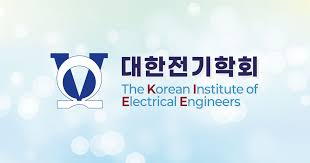 대한전기학회
The Korean Institute of
Electrical Engineers